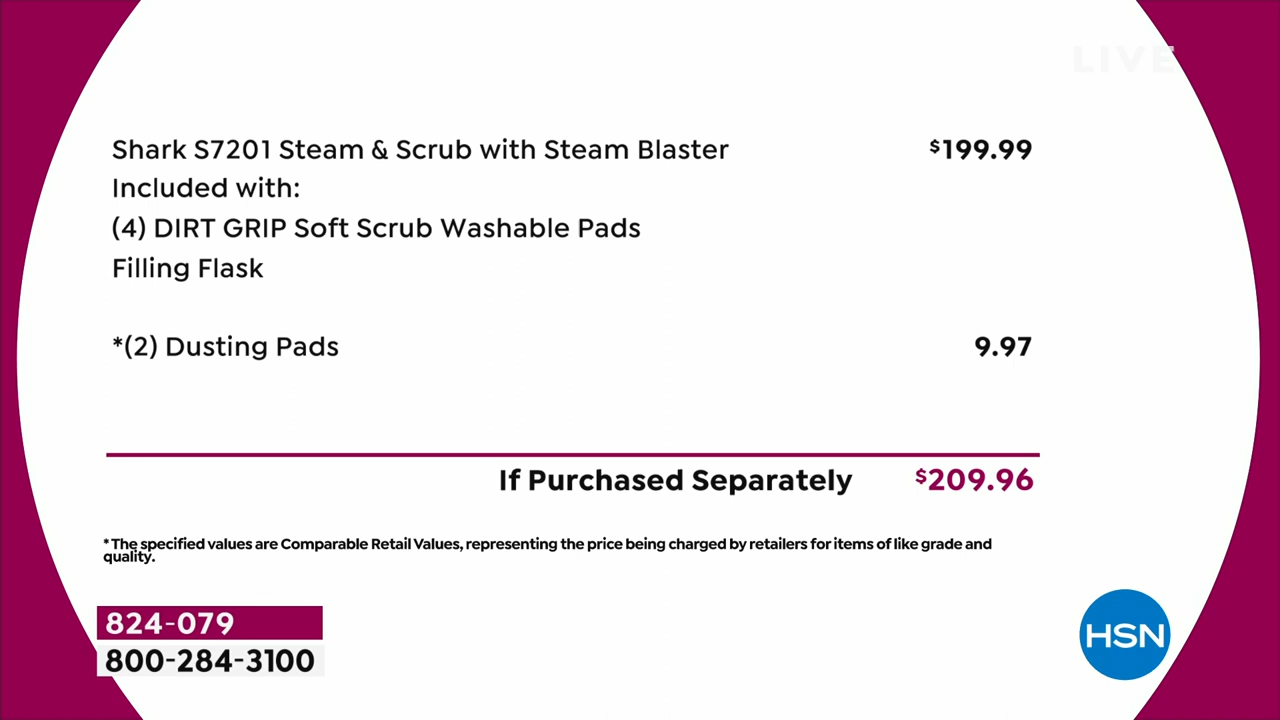 LIVE
Shark S7201 Steam & Scrub with Steam Blaster $199.99
Included with:
(4) DIRT GRIP Soft Scrub Washable Pads
Filling Flask
*(2) Dusting Pads 9.97
If Purchased Separately $209.96
*The specified values are Comparable Retail Values, representing the price being charged by retailers for items of like grade and
quality.
824-079
800-284-3100
HSN